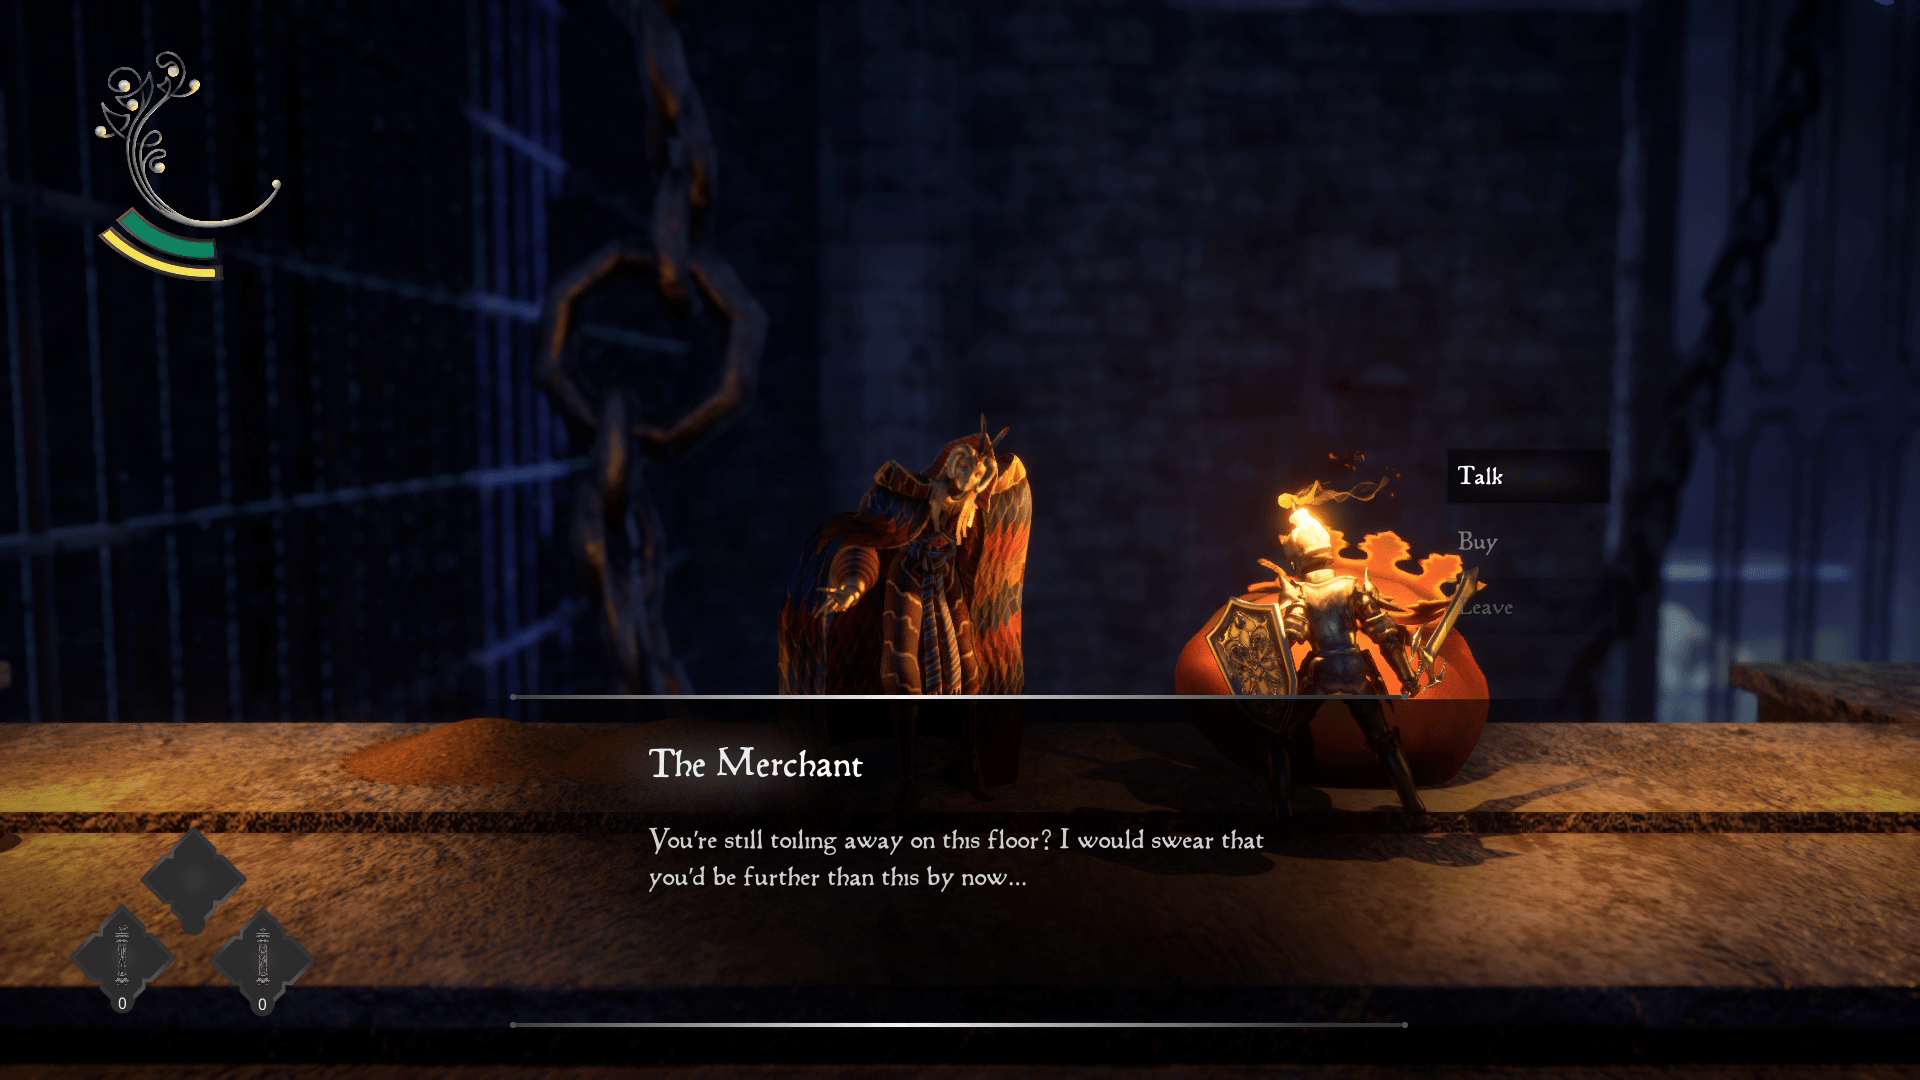 Talk
Buy
Leave
The Merchant
You're still toiling away on this floor? I would swear that
you'd be further than this by now...
0
0